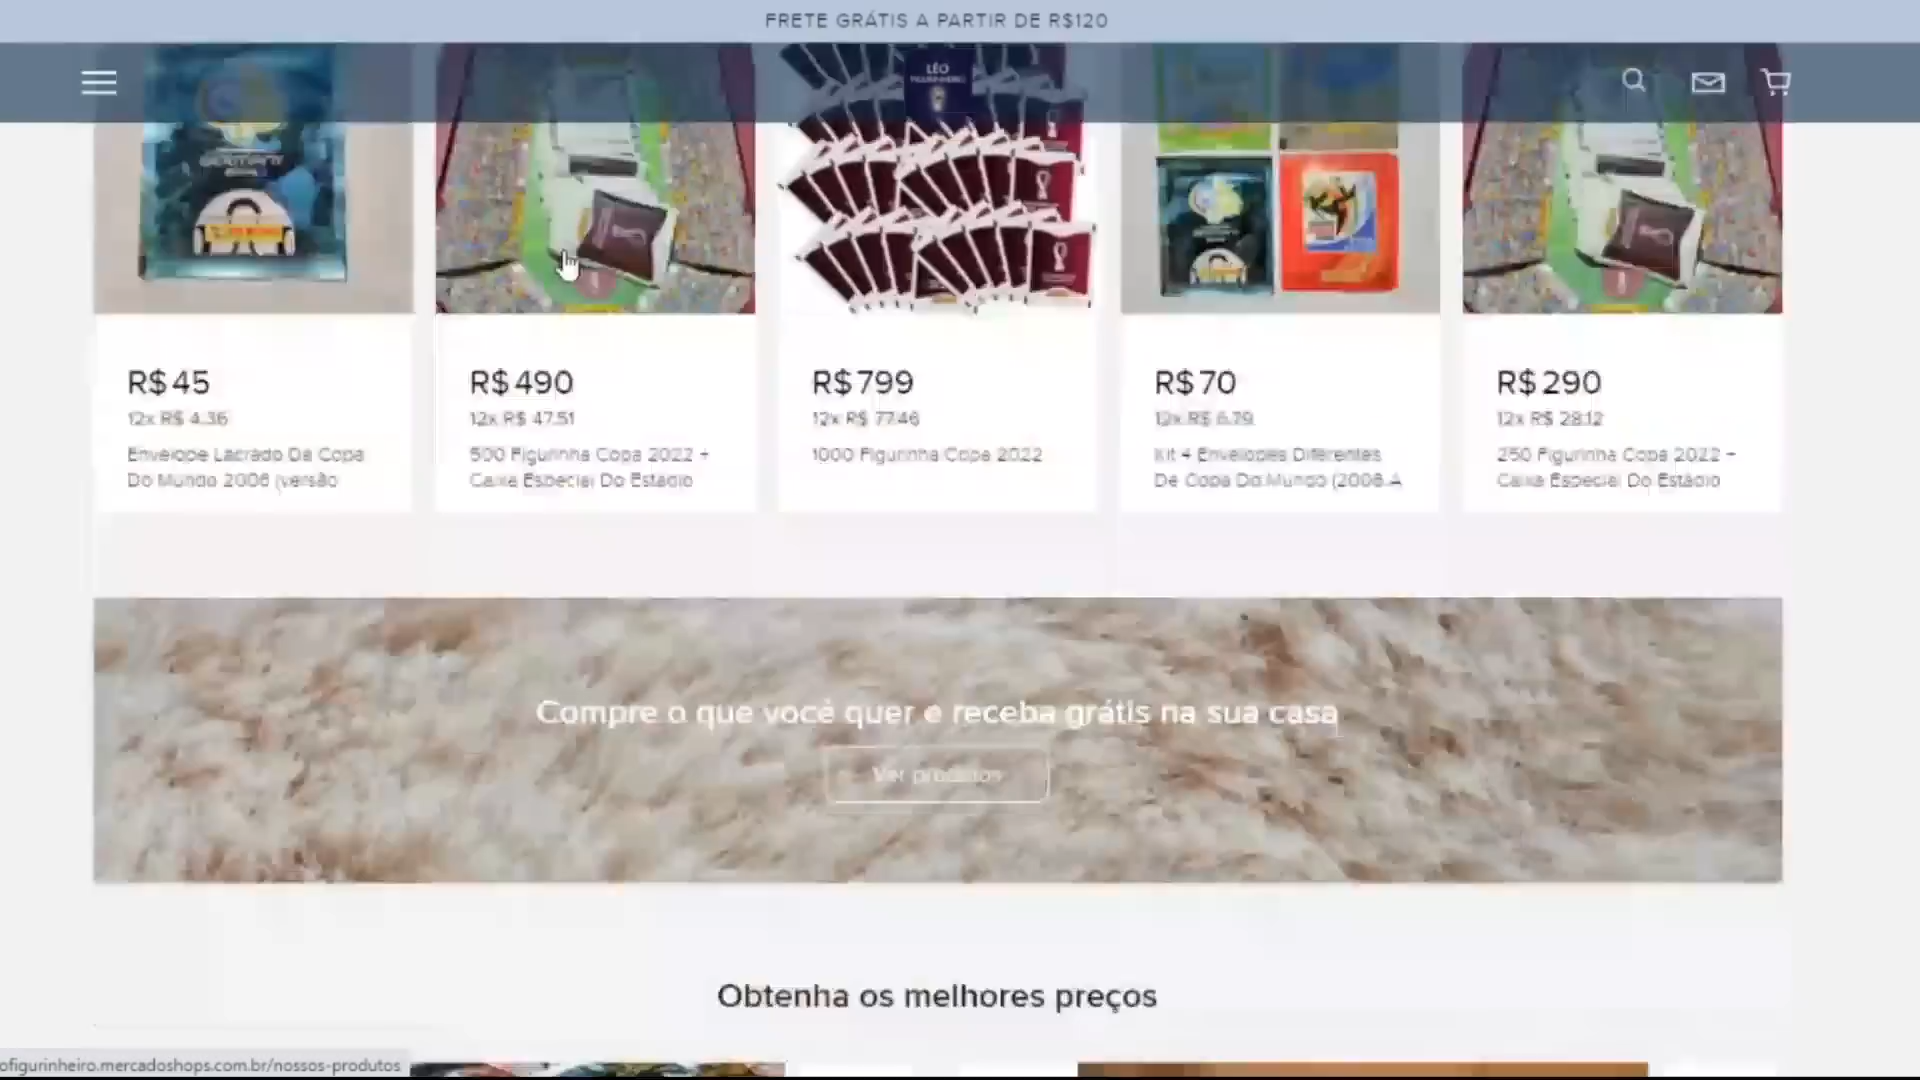 FRETE GRÁTIS A PARTIR DE R$120
LÉO
R$45
12x R$ 4.36
Envelope Lacrado Da Copa
Do Mundo 2006 (versão
R$490
12x R$ 47.51
500 Figurinha Copa 2022 +
Caixa Especial Do Estádio
R$799
12x R$ 77.46
1000 Figurinha Copa 2022
R$70
12x R$ 6.79
Kit 4 Envelopes Diferentes
De Copa Do Mundo (2006 A
R$290
12x R$ 28.12
250 Figurinha Copa 2022 +
Caixa Especial Do Estádio
Compre o que você quer e receba grátis na sua casa
Ver produtos
Obtenha os melhores preços
ofigurinheiro.mercadoshops.com.br/nossos-produtos